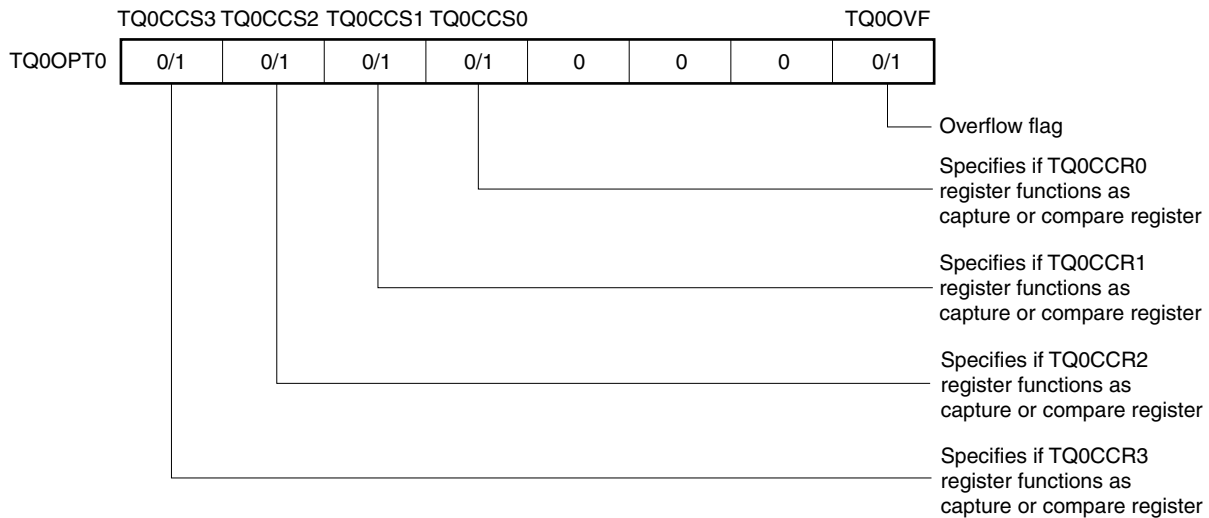 TQ0CCS3 TQ0CCS2 TQ0CCS1 TQ0CCS0 TQ0OVF
TQ0OPT0 0/1 0/1 0/1 0/1 0 0 0 0/1
Overflow flag
Specifies if TQ0CCR0
register functions as
capture or compare register
Specifies if TQ0CCR1
register functions as
capture or compare register
Specifies if TQ0CCR2
register functions as
capture or compare register
Specifies if TQ0CCR3
register functions as
capture or compare register